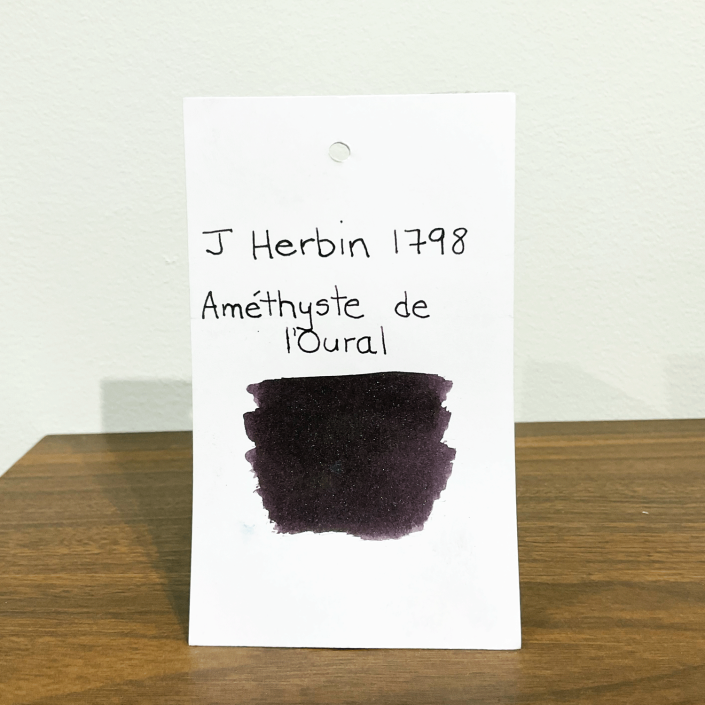 J Herbin 1798
Améthyste de
l'Oural